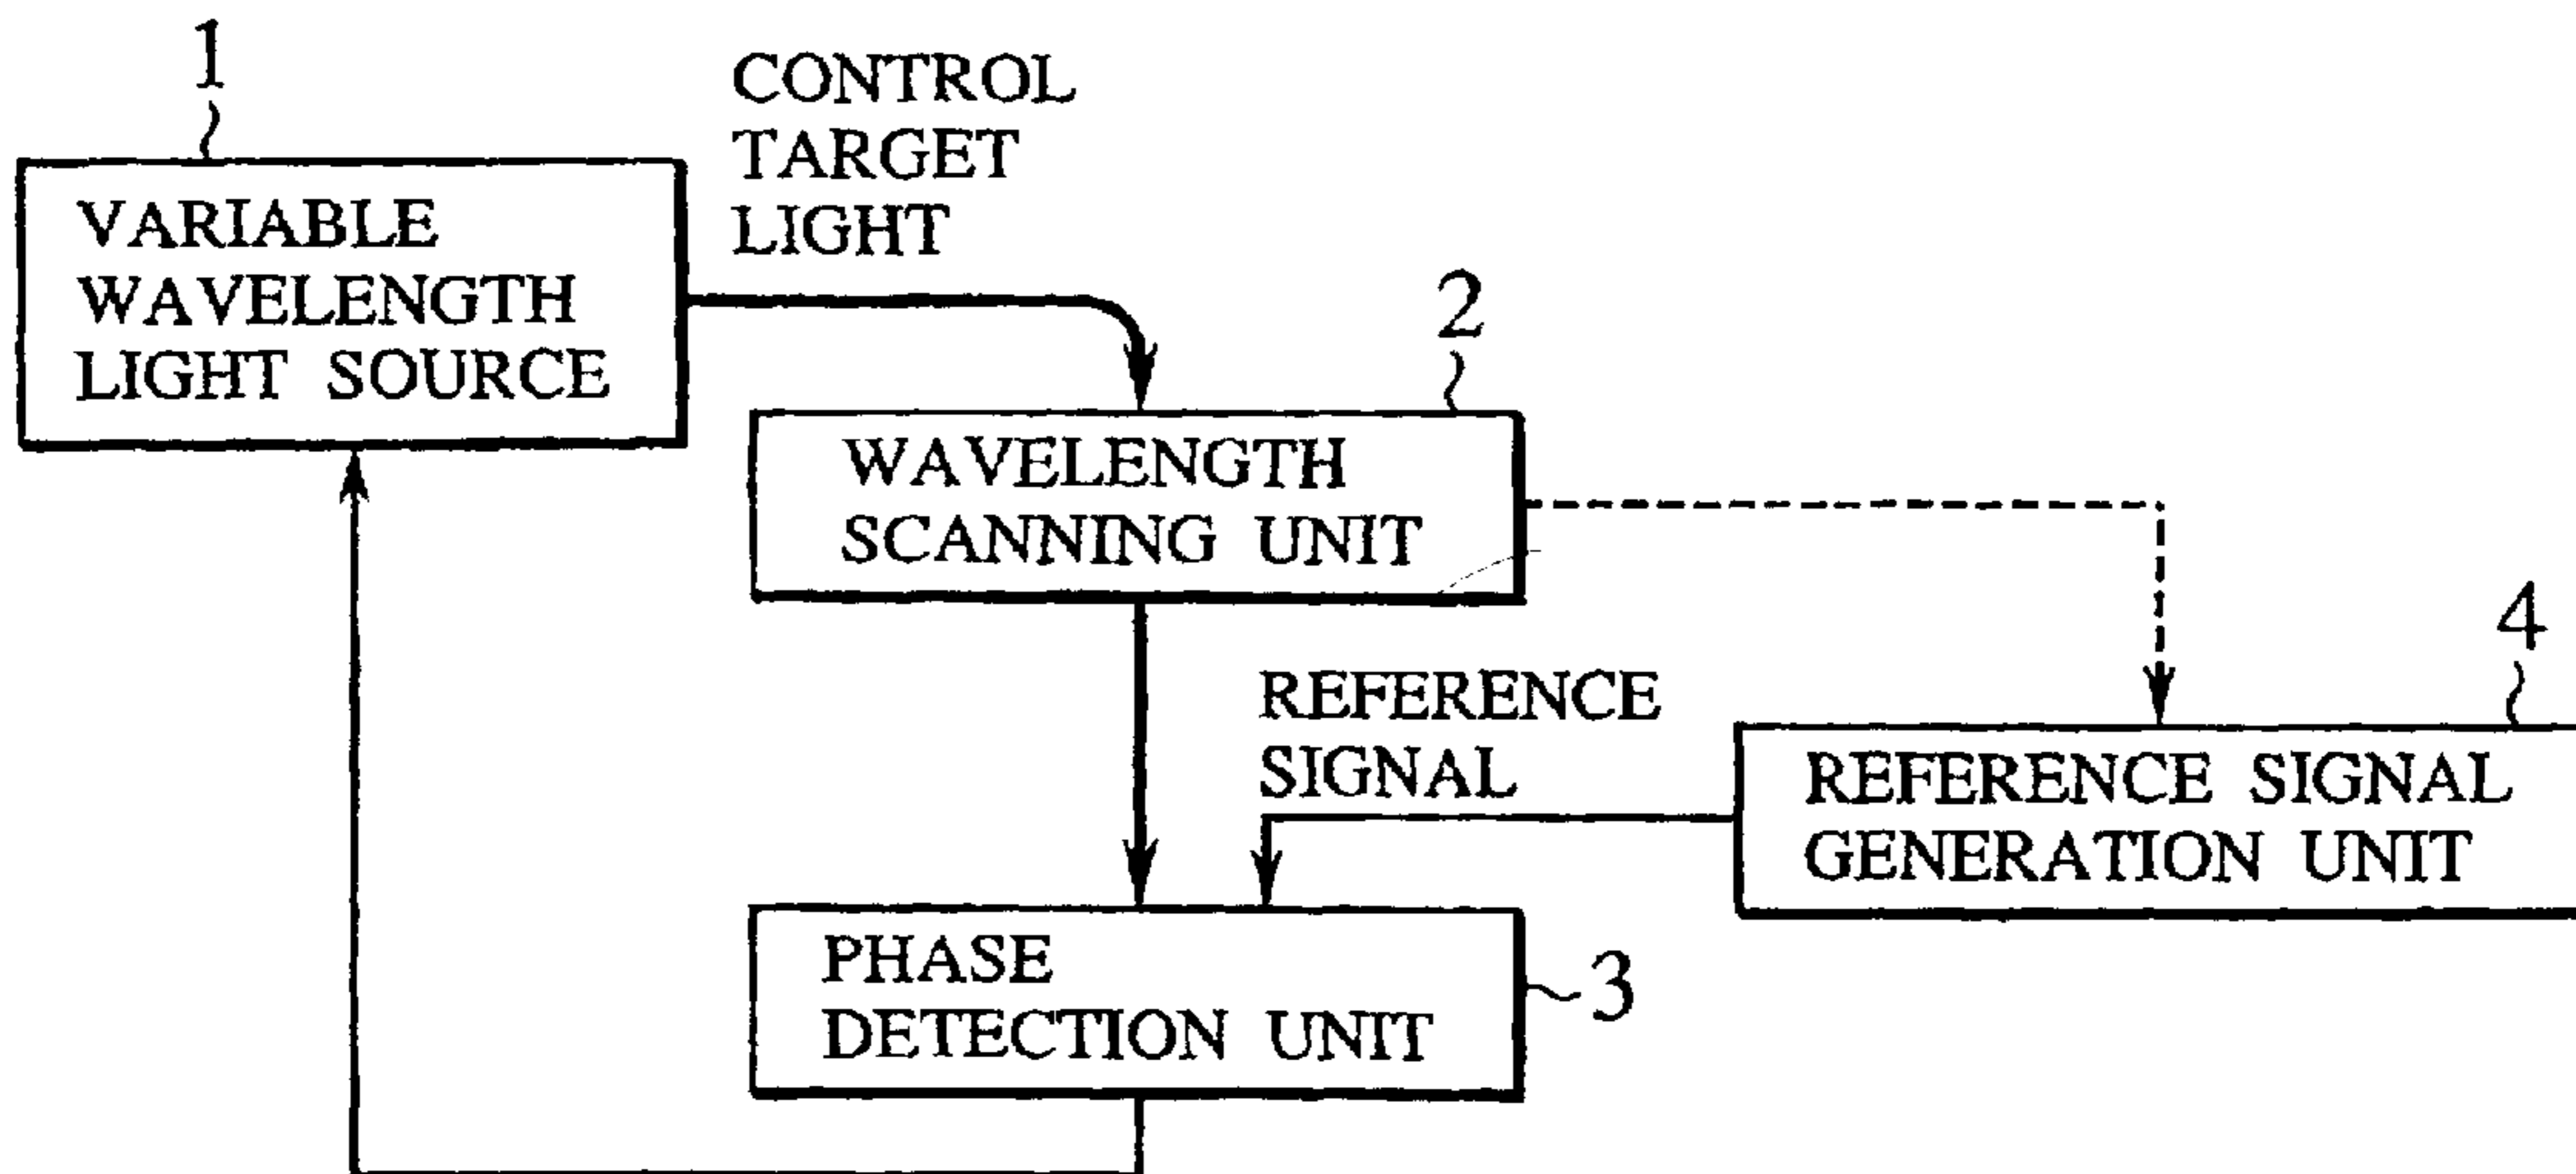 1
CONTROL
TARGET
LIGHT
VARIABLE
WAVELENGTH
LIGHT SOURCE
2
WAVELENGTH
SCANNING UNIT
4
REFERENCE
SIGNAL
REFERENCE SIGNAL
GENERATION UNIT
PHASE
DETECTION UNIT
3